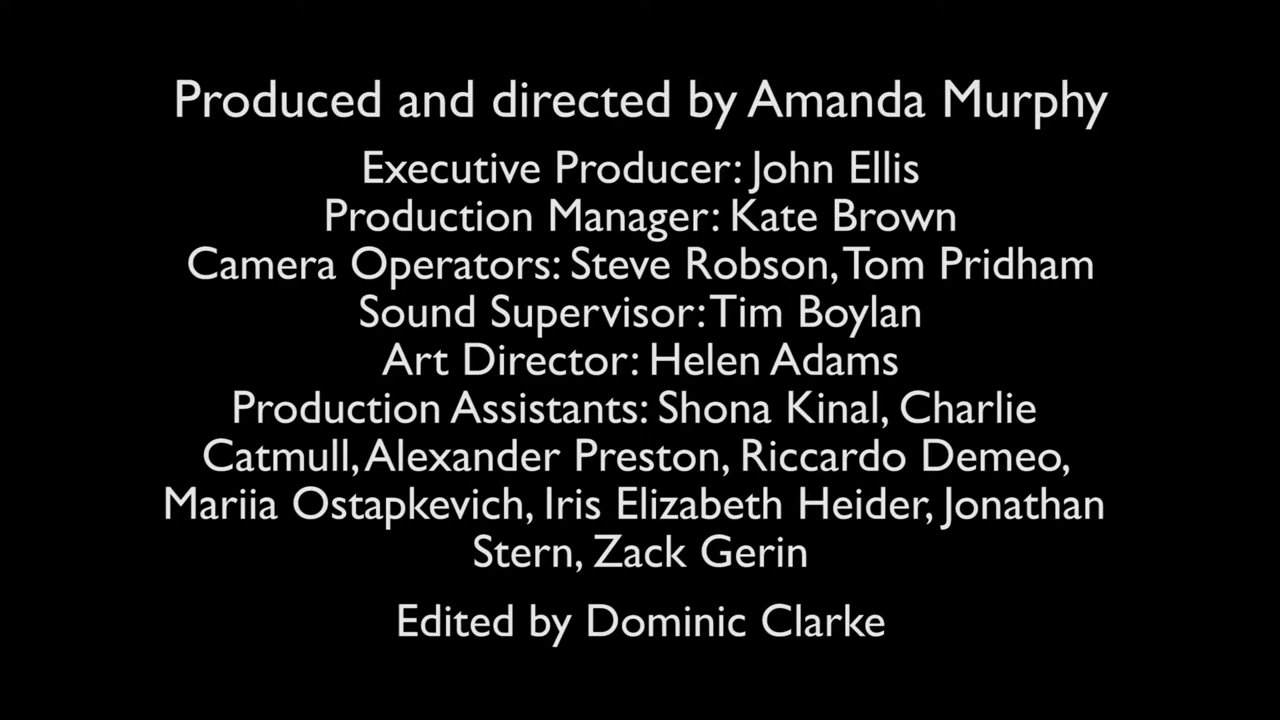 Produced and directed by Amanda Murphy
Executive Producer: John Ellis
Production Manager: Kate Brown
Camera Operators: Steve Robson, Tom Pridham
Sound Supervisor: Tim Boylan
Art Director: Helen Adams
Production Assistants: Shona Kinal, Charlie
Catmull, Alexander Preston, Riccardo Demeo,
Mariia Ostapkevich, Iris Elizabeth Heider, Jonathan
Stern, Zack Gerin
Edited by Dominic Clarke